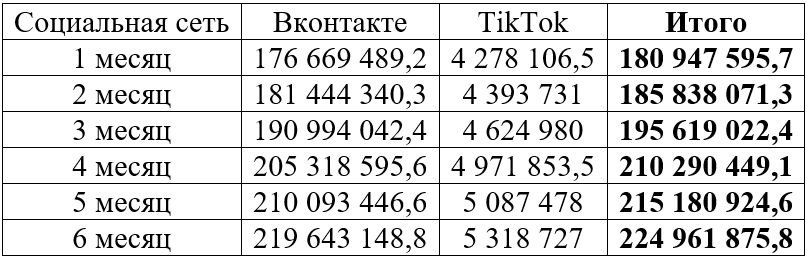 Социальная сеть Вконтакте TikTok Итого
1 месяц 176 669 489,2 4 278 106,5 180 947 595,7
2 месяц 181 444 340,3 4 393 731 185 838 071,3
3 месяц 190 994 042,4 4 624 980 195 619 022,4
4 месяц 205 318 595,6 4 971 853,5 210 290 449,1
5 месяц 210 093 446,6 5 087 478 215 180 924,6
6 месяц 219 643 148,8 5 318 727 224 961 875,8